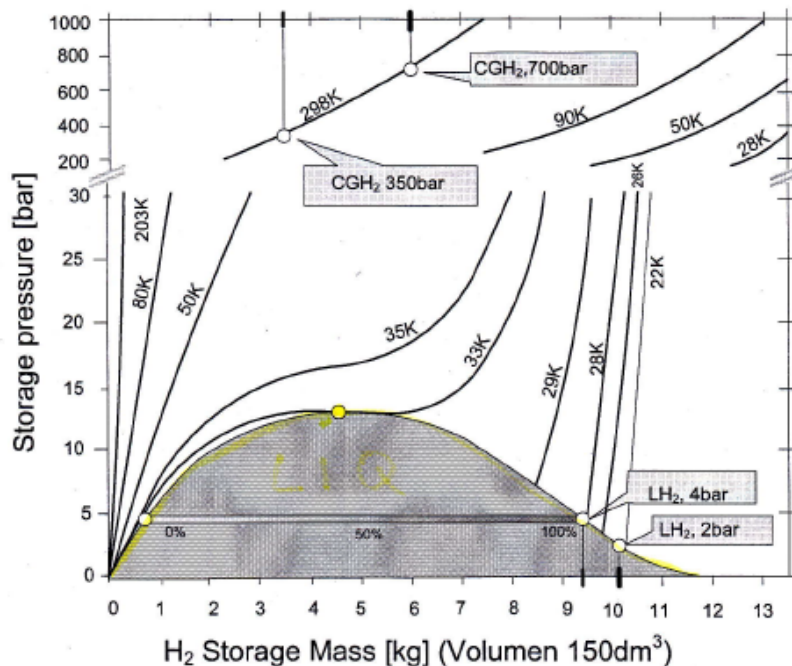 1000
CGH2,700bar
800
298K
90K
600
50K
400
28K
200
CGH2 350bar
26K
30
203K
80K
50K
22K
25
20
35K
33K
15
29K
28K
10
LIQ
LH2, 4bar
5
0%
50%
100%
LH2, 2bar
0
0 1 2 3 4 5 6 7 8 9 10 11 12 13
Storage pressure [bar]
H2 Storage Mass [kg] (Volumen 150dm³)